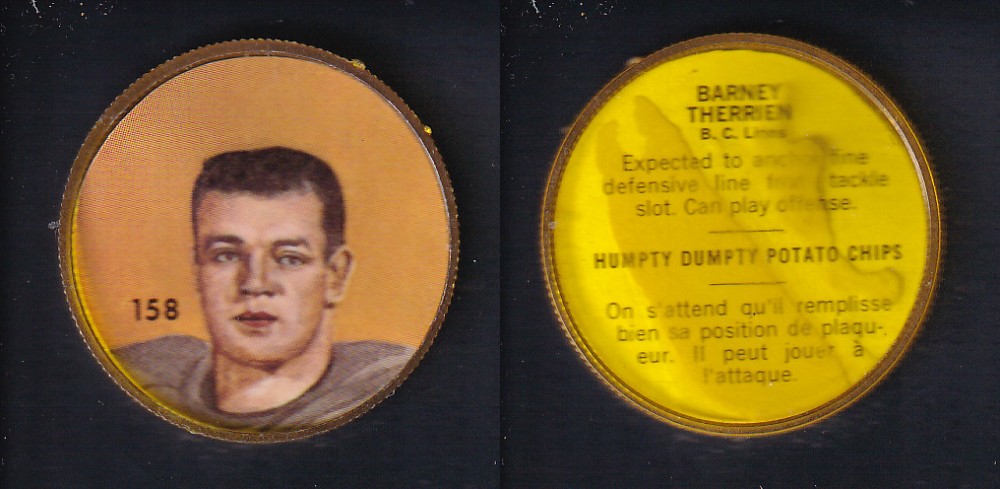 158
BARNEY
THERRIEN
B. C. Lions
Expected to anchor fine
defensive line from tackle
slot. Can play offense.
HUMPTY DUMPTY POTATO CHIPS
On s'attend qu'il remplisse
bien sa position de plaqu-
eur. Il peut jouer à
l'attaque.